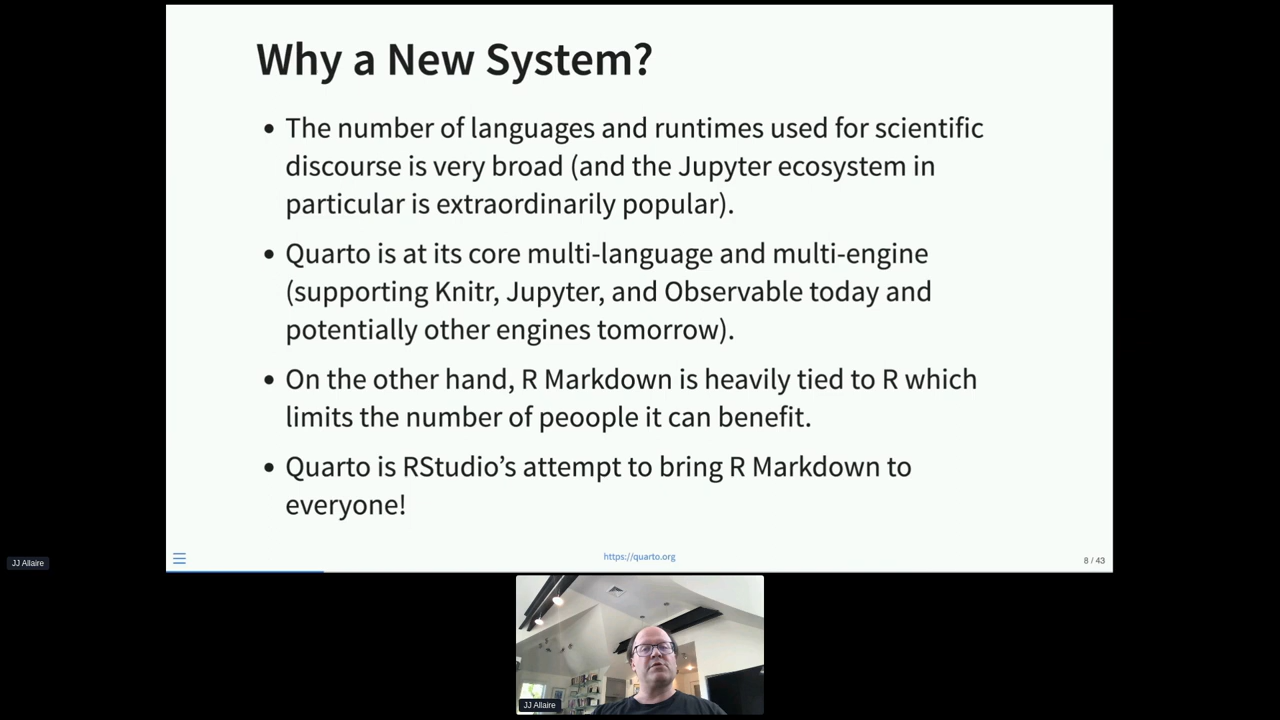 Why a New System?
• The number of languages and runtimes used for scientific
discourse is very broad (and the Jupyter ecosystem in
particular is extraordinarily popular).
• Quarto is at its core multi-language and multi-engine
(supporting Knitr, Jupyter, and Observable today and
potentially other engines tomorrow).
• On the other hand, R Markdown is heavily tied to R which
limits the number of peoople it can benefit.
• Quarto is RStudio’s attempt to bring R Markdown to
everyone!
https://quarto.org
8 / 43
JJ Allaire
JJ Allaire